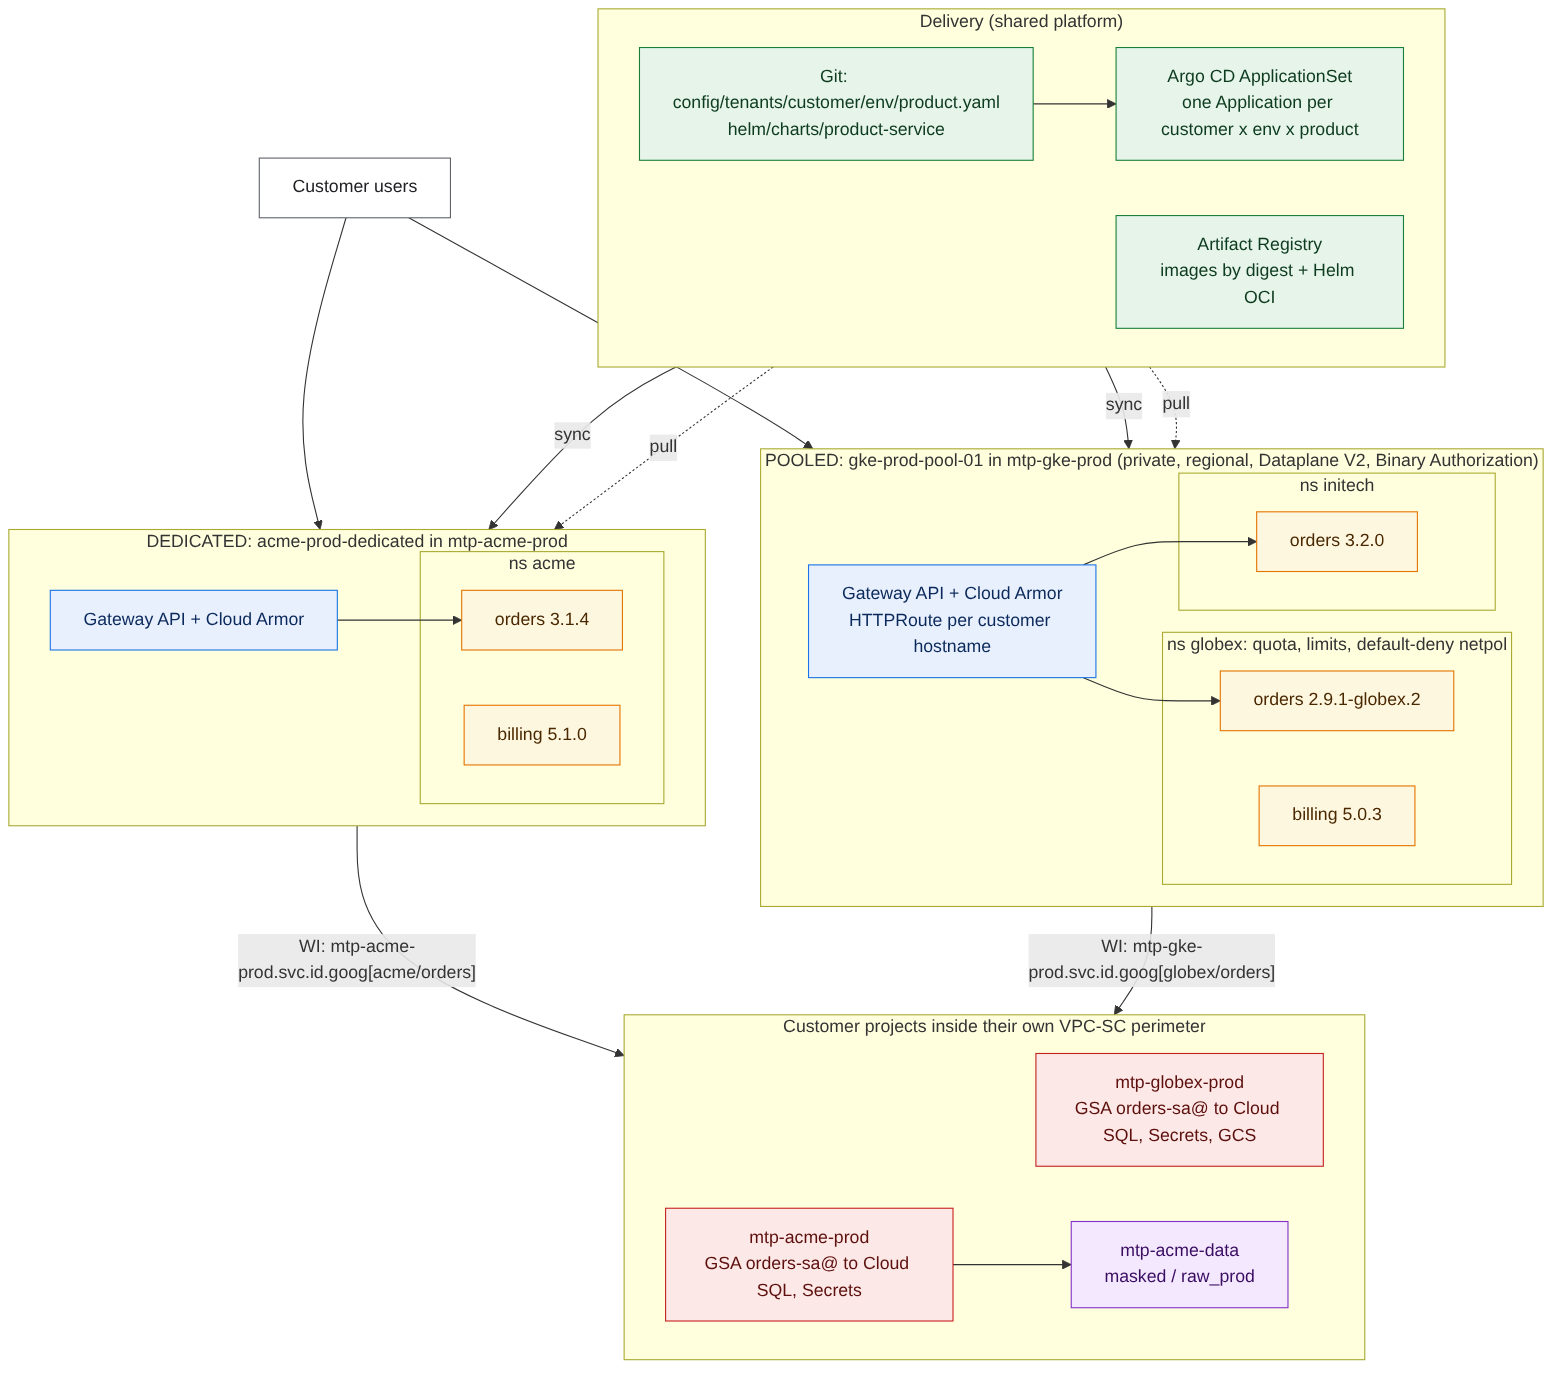 Delivery (shared platform)
Git:
config/tenants/customer/env/product.yaml
helm/charts/product-service
Argo CD ApplicationSet
one Application per
customer x env x product
Customer users
Artifact Registry
images by digest + Helm
OCI
sync
pull
sync
pull
DEDICATED: acme-prod-dedicated in mtp-acme-prod
ns acme
Gateway API + Cloud Armor
orders 3.1.4
billing 5.1.0
POOLED: gke-prod-pool-01 in mtp-gke-prod (private, regional, Dataplane V2, Binary Authorization)
ns initech
orders 3.2.0
Gateway API + Cloud Armor
HTTPRoute per customer
hostname
ns globex: quota, limits, default-deny netpol
orders 2.9.1-globex.2
billing 5.0.3
WI: mtp-acme-
prod.svc.id.goog[acme/orders]
WI: mtp-gke-
prod.svc.id.goog[globex/orders]
Customer projects inside their own VPC-SC perimeter
mtp-globex-prod
GSA orders-sa@ to Cloud
SQL, Secrets, GCS
mtp-acme-prod
GSA orders-sa@ to Cloud
SQL, Secrets
mtp-acme-data
masked / raw_prod